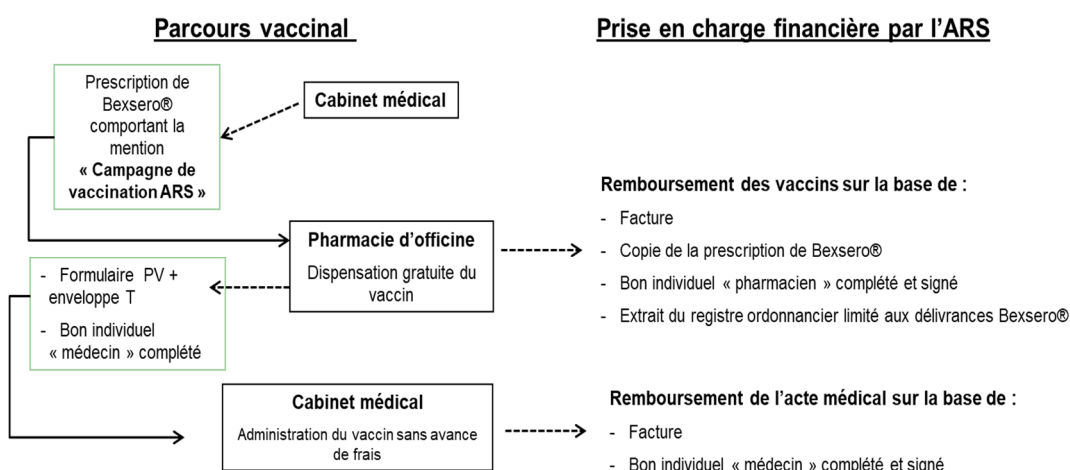 Parcours vaccinal
Prise en charge financière par l'ARS
Prescription de
Bexsero®
comportant la
mention
« Campagne de
vaccination ARS »
Cabinet médical
Remboursement des vaccins sur la base de :
- Facture
- Copie de la prescription de Bexsero®
- Bon individuel « pharmacien » complété et signé
- Extrait du registre ordonnancier limité aux délivrances Bexsero®
Pharmacie d'officine
Dispensation gratuite du
vaccin
- Formulaire PV +
enveloppe T
- Bon individuel
« médecin » complété
Cabinet médical
Administration du vaccin sans avance
de frais
Remboursement de l'acte médical sur la base de :
- Facture
- Bon individuel « médecin » complété et signé